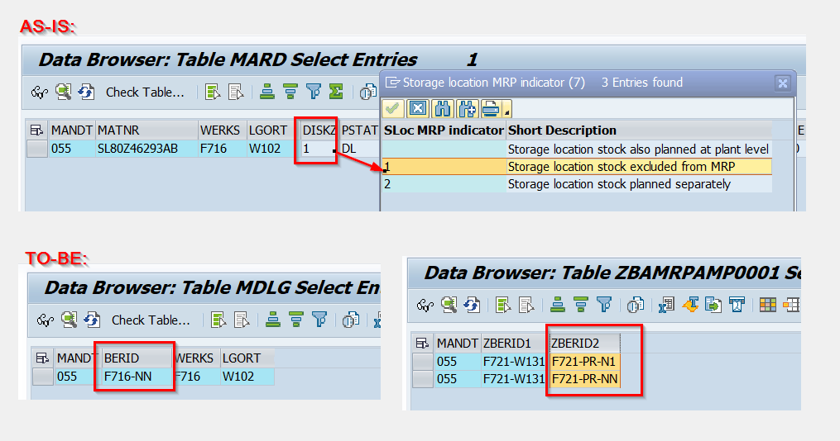 AS-IS:
Data Browser: Table MARD Select Entries 1
Check Table...
MANDT MATNR WERKS LGORT DISKZ PSTAT
055 SL80Z46293AB F716 W102 1 DL
Storage location MRP indicator (7) 3 Entries found
SLoc MRP indicator Short Description
Storage location stock also planned at plant level
1 Storage location stock excluded from MRP
2 Storage location stock planned separately
TO-BE:
Data Browser: Table MDLG Select Ent
Check Table...
MANDT BERID WERKS LGORT
055 F716-NN F716 W102
Data Browser: Table ZBAMRPAMP0001 Se
MANDT ZBERID1 ZBERID2
055 F721-W131 F721-PR-N1
055 F721-W131 F721-PR-NN